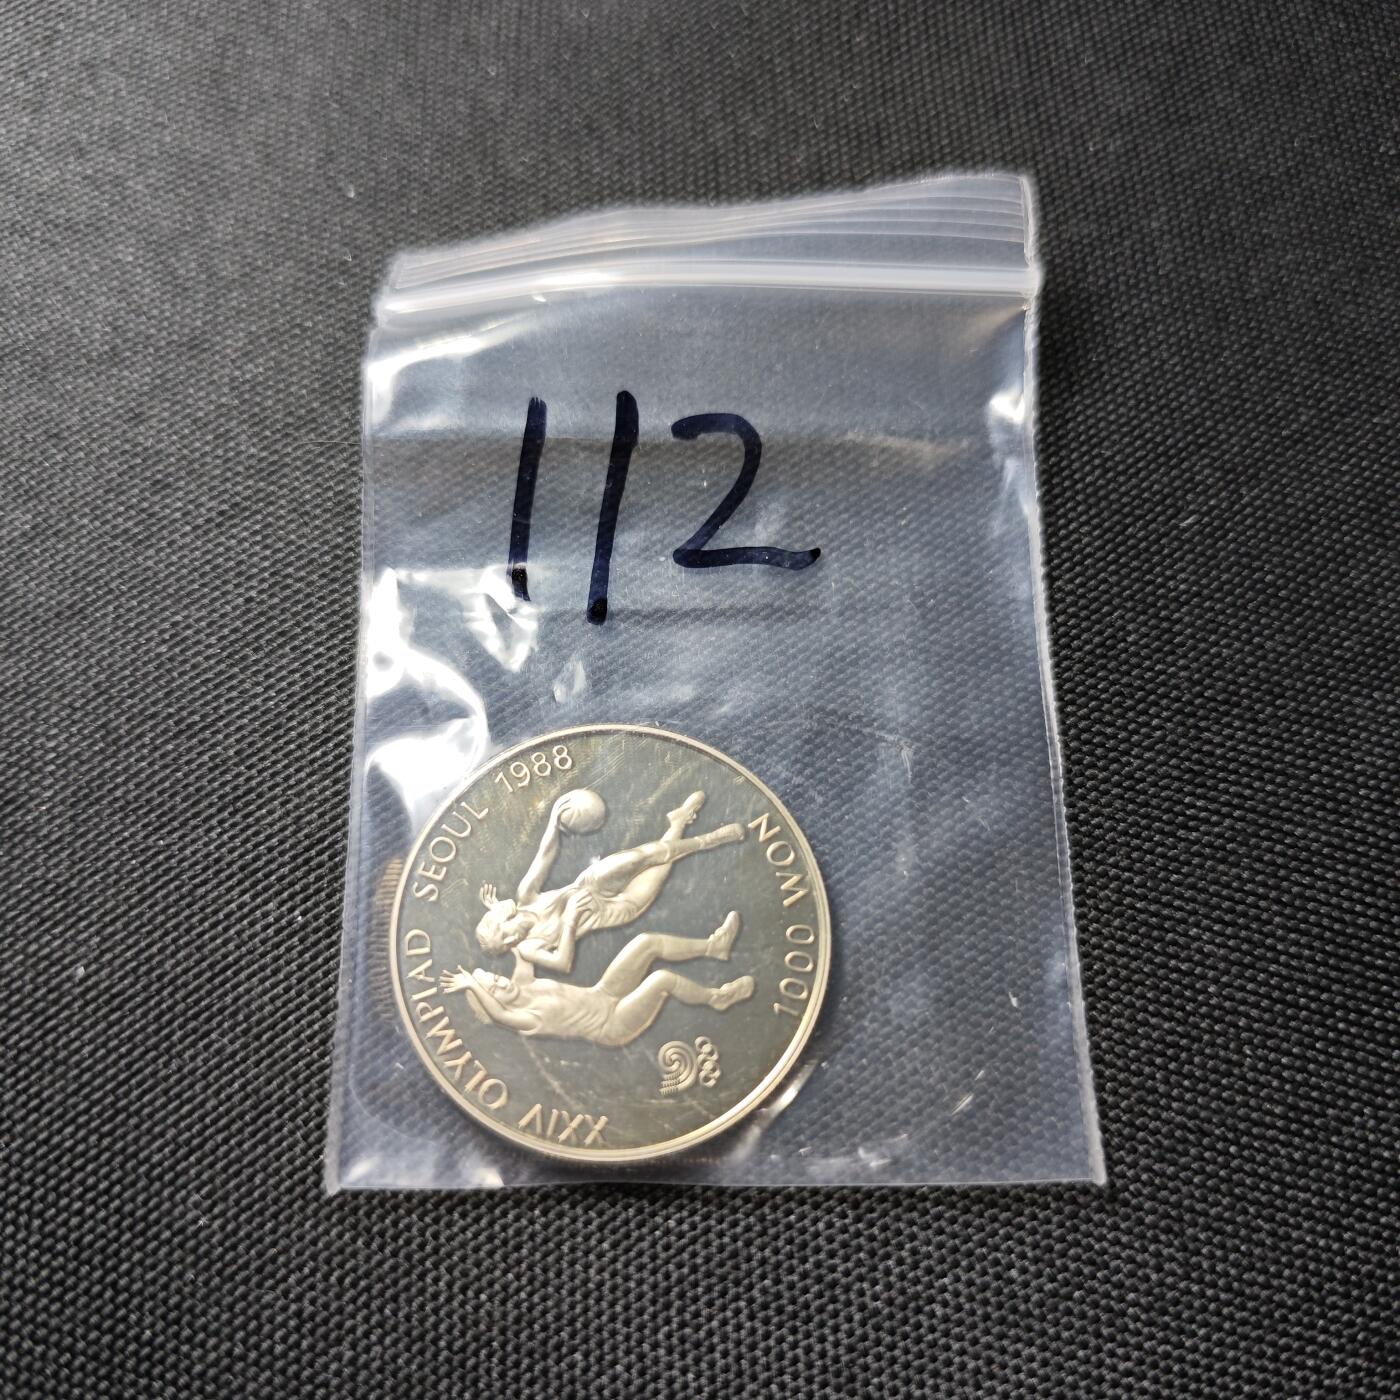 112
XXIV OLYMPIAD SEOUL 1988
1000 WON